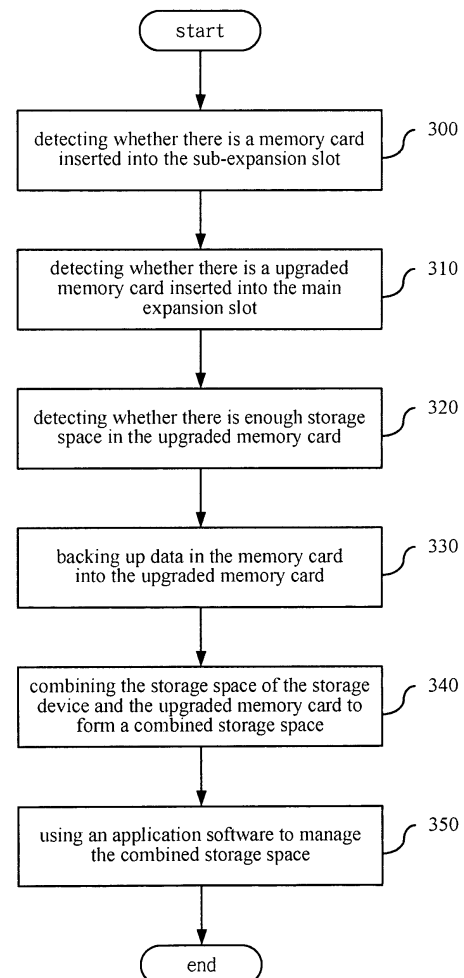 start
detecting whether there is a memory card
inserted into the sub-expansion slot
300
detecting whether there is a upgraded
memory card inserted into the main
expansion slot
310
detecting whether there is enough storage
space in the upgraded memory card
320
backing up data in the memory card
into the upgraded memory card
330
combining the storage space of the storage
device and the upgraded memory card to
form a combined storage space
340
using an application software to manage
the combined storage space
350
end